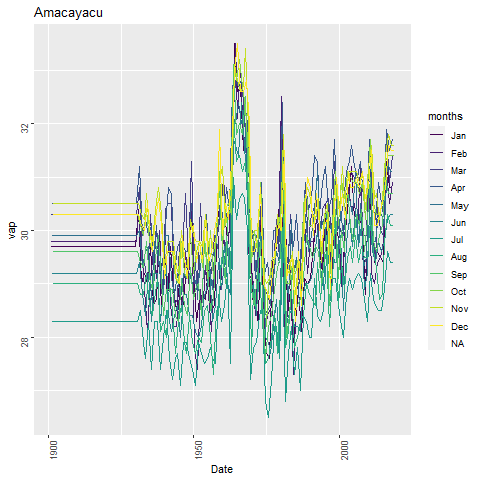 Amacayacu
vap
32
30
28
1900
1950
2000
Date
months
Jan
Feb
Mar
Apr
May
Jun
Jul
Aug
Sep
Oct
Nov
Dec
NA